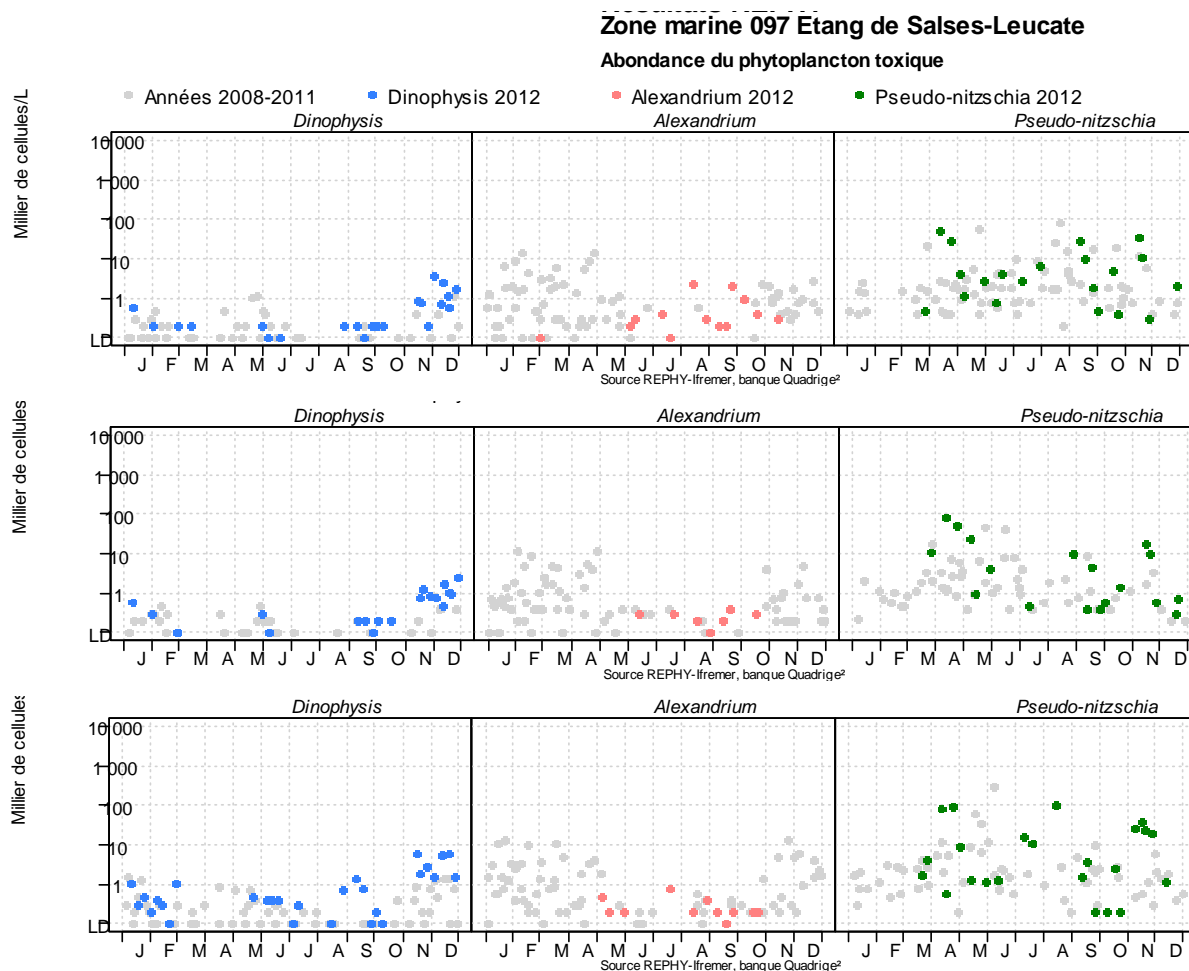 Zone marine 097 Etang de Salses-Leucate
Abondance du phytoplancton toxique
Millier de cellules/L
Années 2008-2011 Dinophysis 2012 Alexandrium 2012 Pseudo-nitzschia 2012
Dinophysis Alexandrium Pseudo-nitzschia
10 000
1 000
100
10
1
LD
J F M A M J J A S O N D J F M A M J J A S O N D J F M A M J J A S O N D
Source REPHY-Ifremer, banque Quadrige²
Millier de cellules
Dinophysis Alexandrium Pseudo-nitzschia
10 000
1 000
100
10
1
LD
J F M A M J J A S O N D J F M A M J J A S O N D J F M A M J J A S O N D
Source REPHY-Ifremer, banque Quadrige²
Millier de cellules
Dinophysis Alexandrium Pseudo-nitzschia
10 000
1 000
100
10
1
LD
J F M A M J J A S O N D J F M A M J J A S O N D J F M A M J J A S O N D
Source REPHY-Ifremer, banque Quadrige²